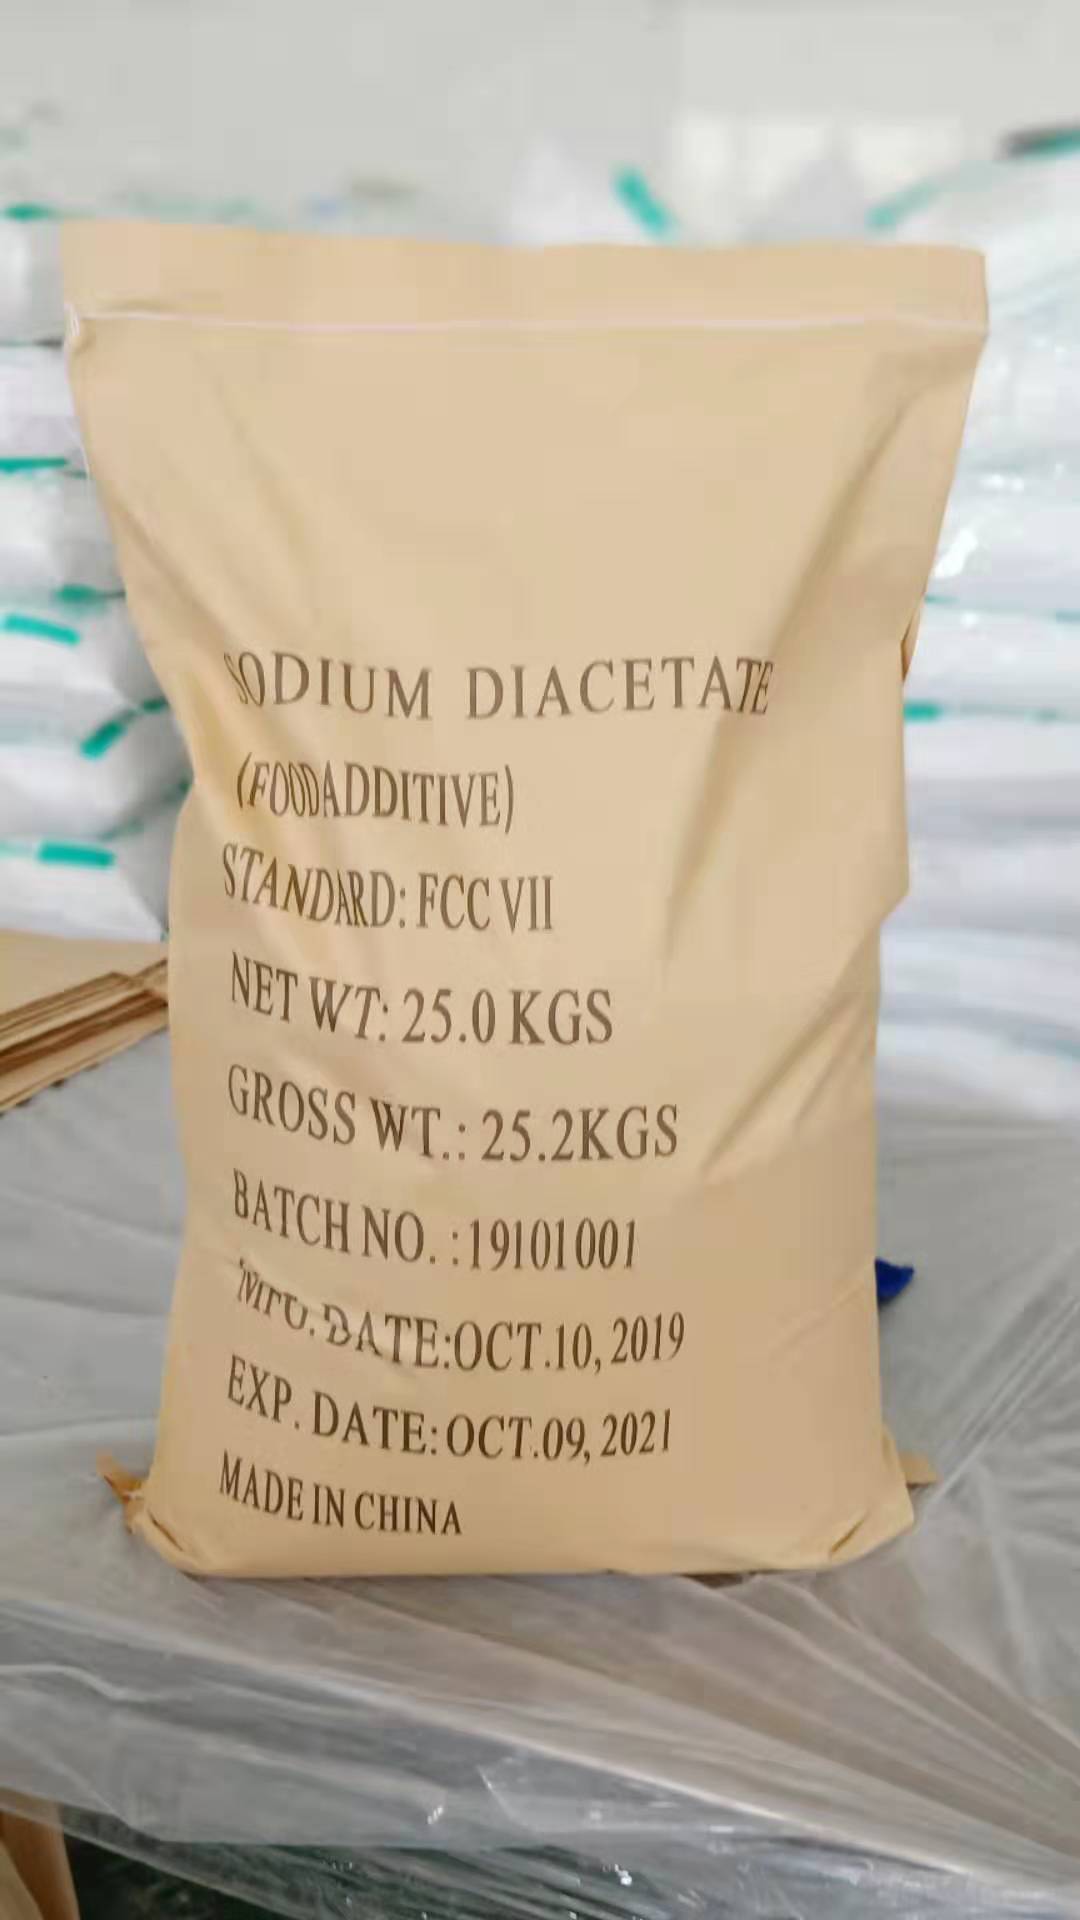 SODIUM DIACETATE
(FOODADDITIVE)
STANDARD: FCC VII
NET WT: 25.0 KGS
GROSS WT.: 25.2KGS
BATCH NO. :19101001
MFG. DATE:OCT.10, 2019
EXP. DATE: OCT.09, 2021
MADE IN CHINA